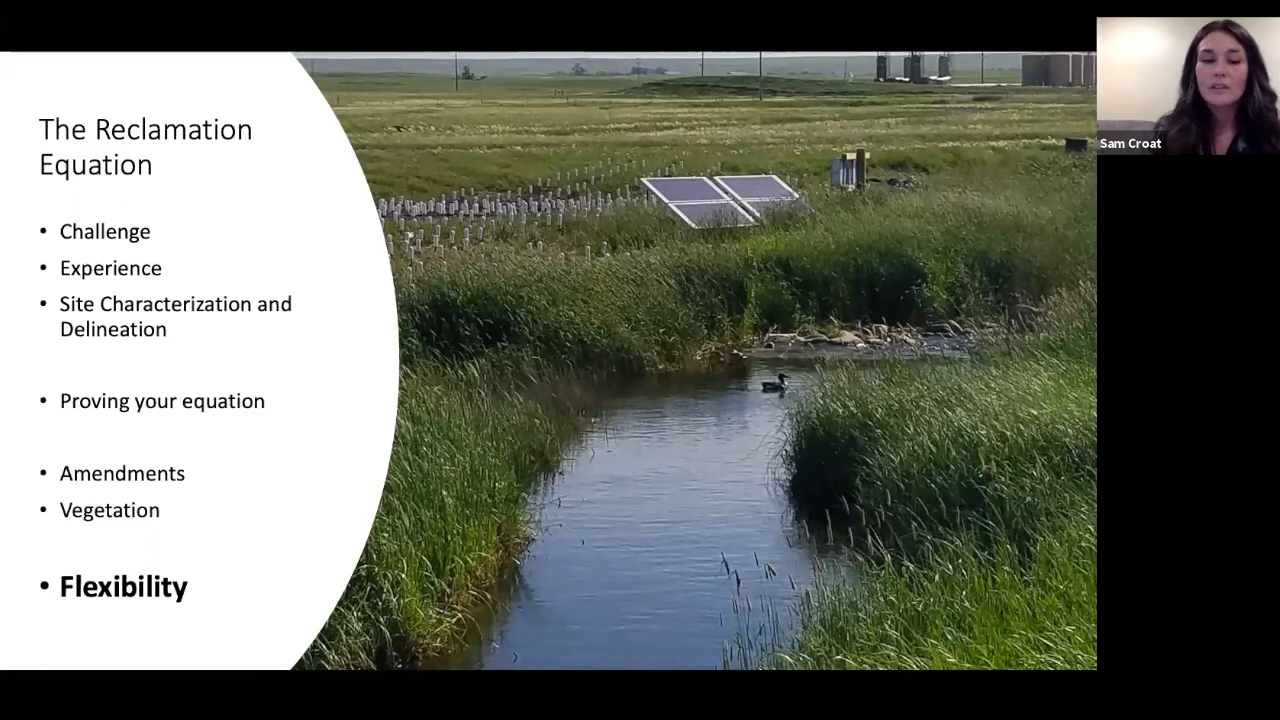 The Reclamation
Equation
• Challenge
• Experience
• Site Characterization and
Delineation
• Proving your equation
• Amendments
• Vegetation
• Flexibility
Sam Croat